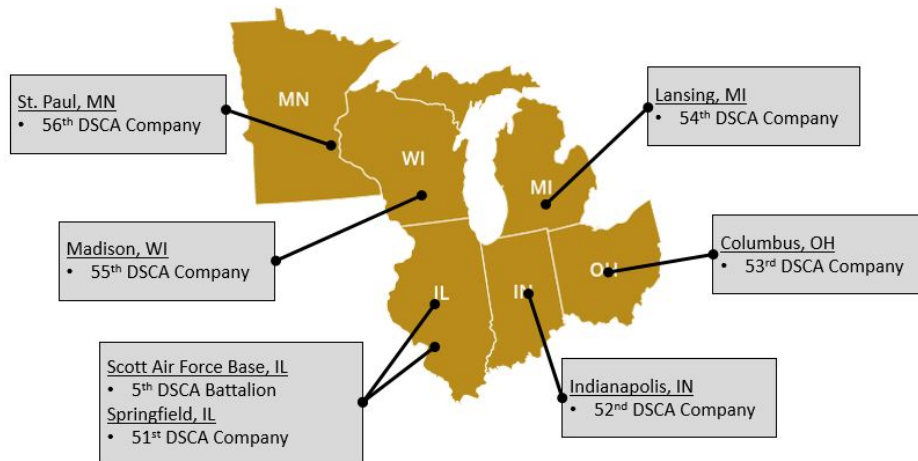 MN
WI
MI
IL
IN
OH
St. Paul, MN
• 56th DSCA Company
Lansing, MI
• 54th DSCA Company
Madison, WI
• 55th DSCA Company
Columbus, OH
• 53rd DSCA Company
Scott Air Force Base, IL
• 5th DSCA Battalion
Springfield, IL
• 51st DSCA Company
Indianapolis, IN
• 52nd DSCA Company